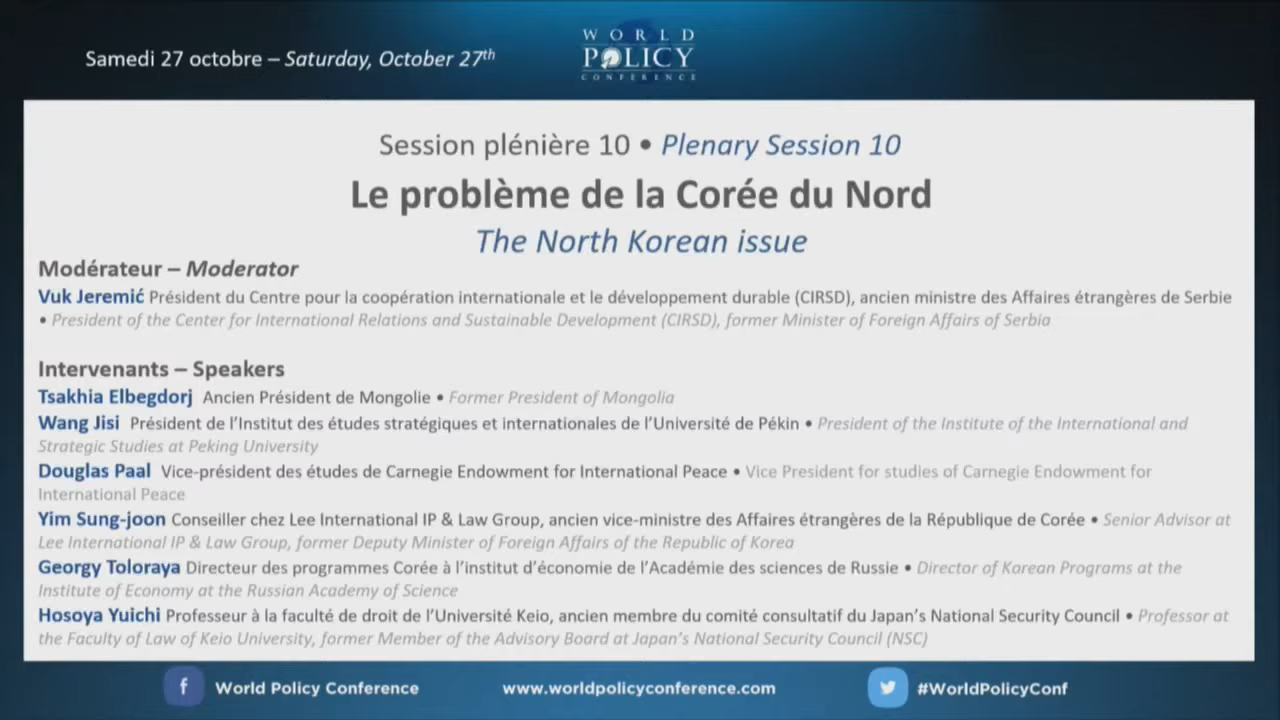 Samedi 27 octobre – Saturday, October 27th
WORLD
POLICY
CONFERENCE
Session plénière 10 • Plenary Session 10
Le problème de la Corée du Nord
The North Korean issue
Modérateur – Moderator
Vuk Jeremić Président du Centre pour la coopération internationale et le développement durable (CIRSD), ancien ministre des Affaires étrangères de Serbie
• President of the Center for International Relations and Sustainable Development (CIRSD), former Minister of Foreign Affairs of Serbia
Intervenants – Speakers
Tsakhia Elbegdorj Ancien Président de Mongolie • Former President of Mongolia
Wang Jisi Président de l’Institut des études stratégiques et internationales de l’Université de Pékin • President of the Institute of the International and
Strategic Studies at Peking University
Douglas Paal Vice-président des études de Carnegie Endowment for International Peace • Vice President for studies of Carnegie Endowment for
International Peace
Yim Sung-joon Conseiller chez Lee International IP & Law Group, ancien vice-ministre des Affaires étrangères de la République de Corée • Senior Advisor at
Lee International IP & Law Group, former Deputy Minister of Foreign Affairs of the Republic of Korea
Georgy Toloraya Directeur des programmes Corée à l’institut d’économie de l’Académie des sciences de Russie • Director of Korean Programs at the
Institute of Economy at the Russian Academy of Science
Hosoya Yuichi Professeur à la faculté de droit de l’Université Keio, ancien membre du comité consultatif du Japan’s National Security Council • Professor at
the Faculty of Law of Keio University, former Member of the Advisory Board at Japan’s National Security Council (NSC)
World Policy Conference
www.worldpolicyconference.com
#WorldPolicyConf